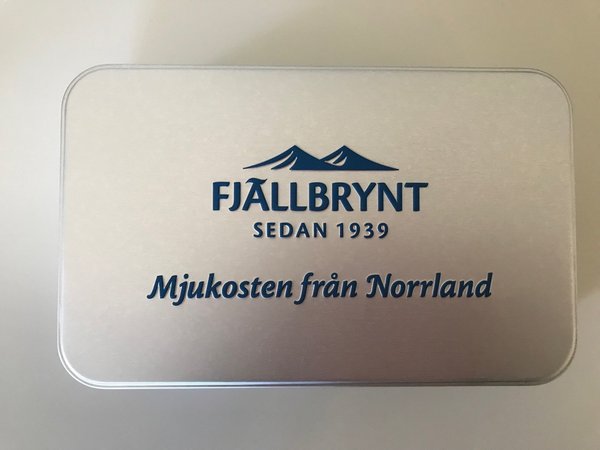 FJÄLLBRYNT
SEDAN 1939
Mjukosten från Norrland